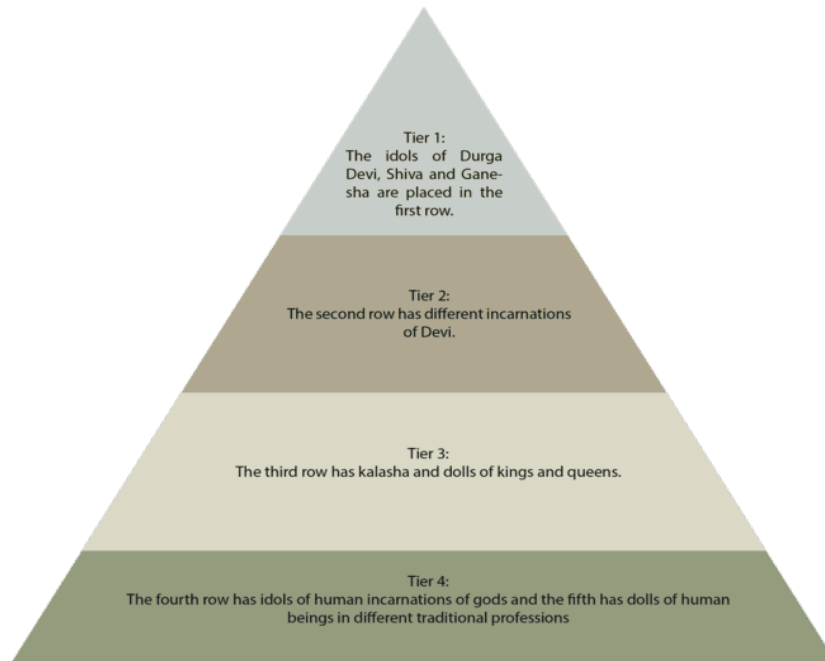 Tier 1:
The idols of Durga
Devi, Shiva and Gane-
sha are placed in the
first row.
Tier 2:
The second row has different incarnations
of Devi.
Tier 3:
The third row has kalasha and dolls of kings and queens.
Tier 4:
The fourth row has idols of human incarnations of gods and the fifth has dolls of human
beings in different traditional professions